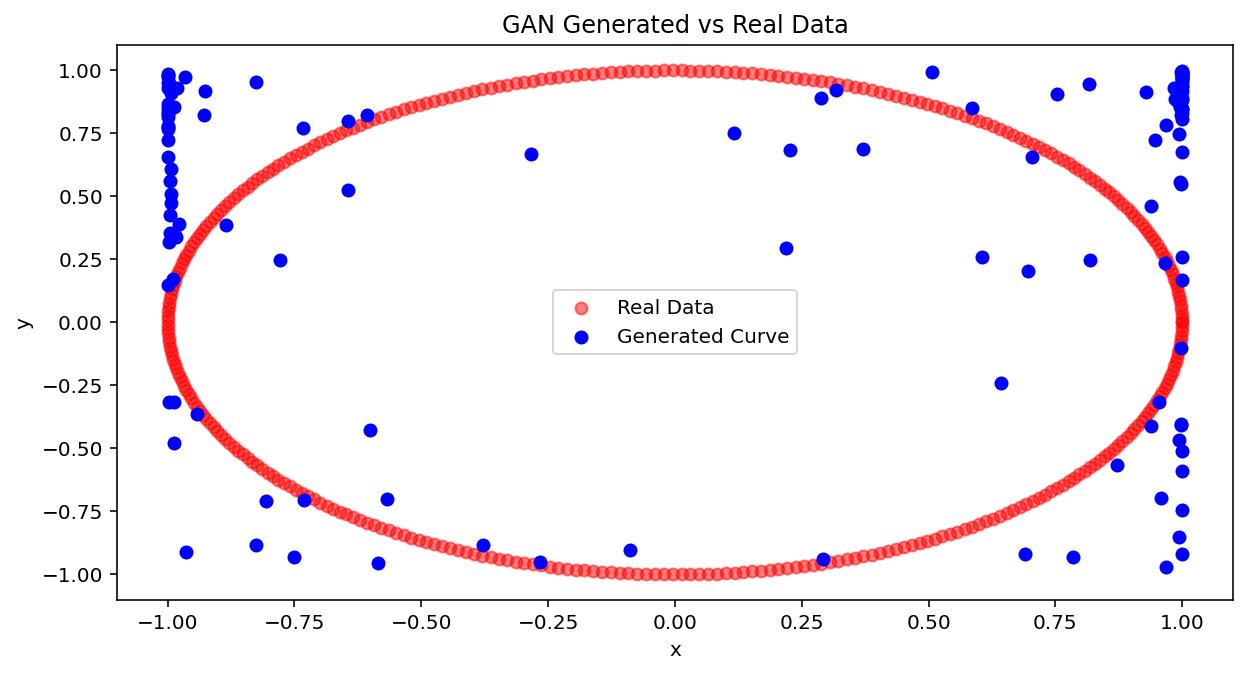 GAN Generated vs Real Data
1.00
0.75
0.50
0.25
0.00
−0.25
−0.50
−0.75
−1.00
y
Real Data
Generated Curve
−1.00 −0.75 −0.50 −0.25 0.00 0.25 0.50 0.75 1.00
x